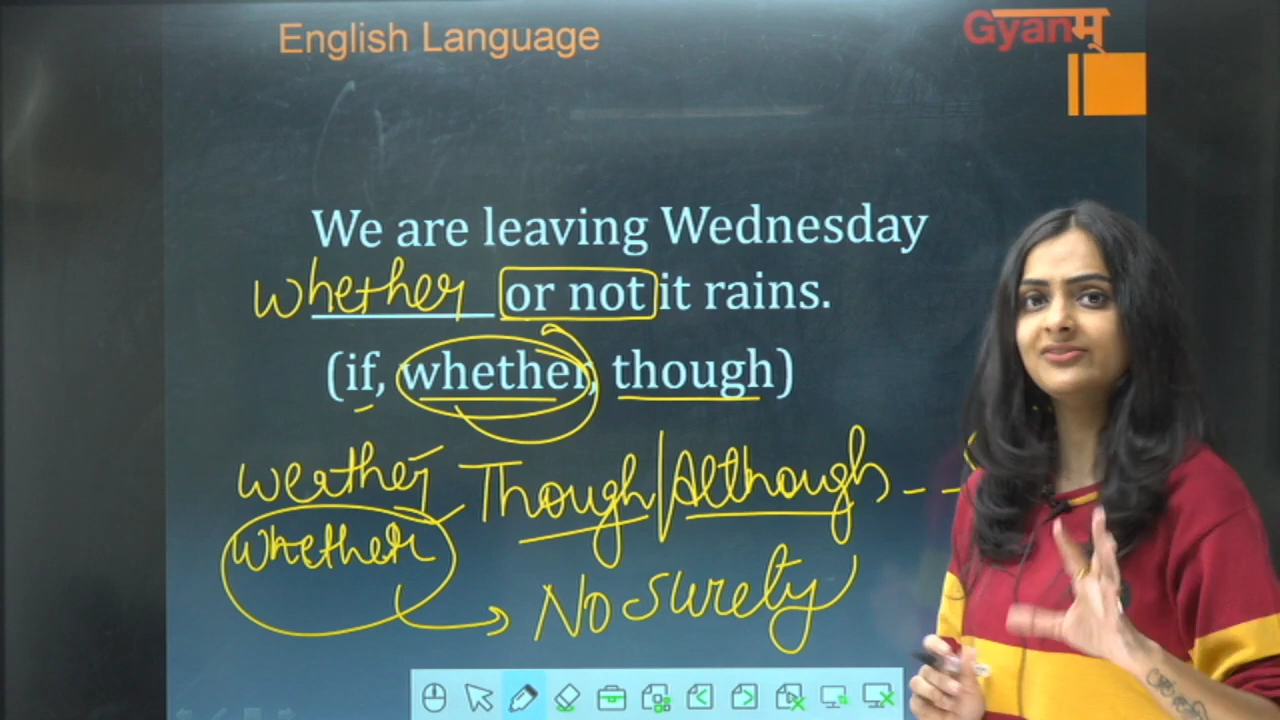 English Language
Gyanम्
We are leaving Wednesday
whether or not it rains.
(if, whether, though)
weather Though/Although --
whether
No surety